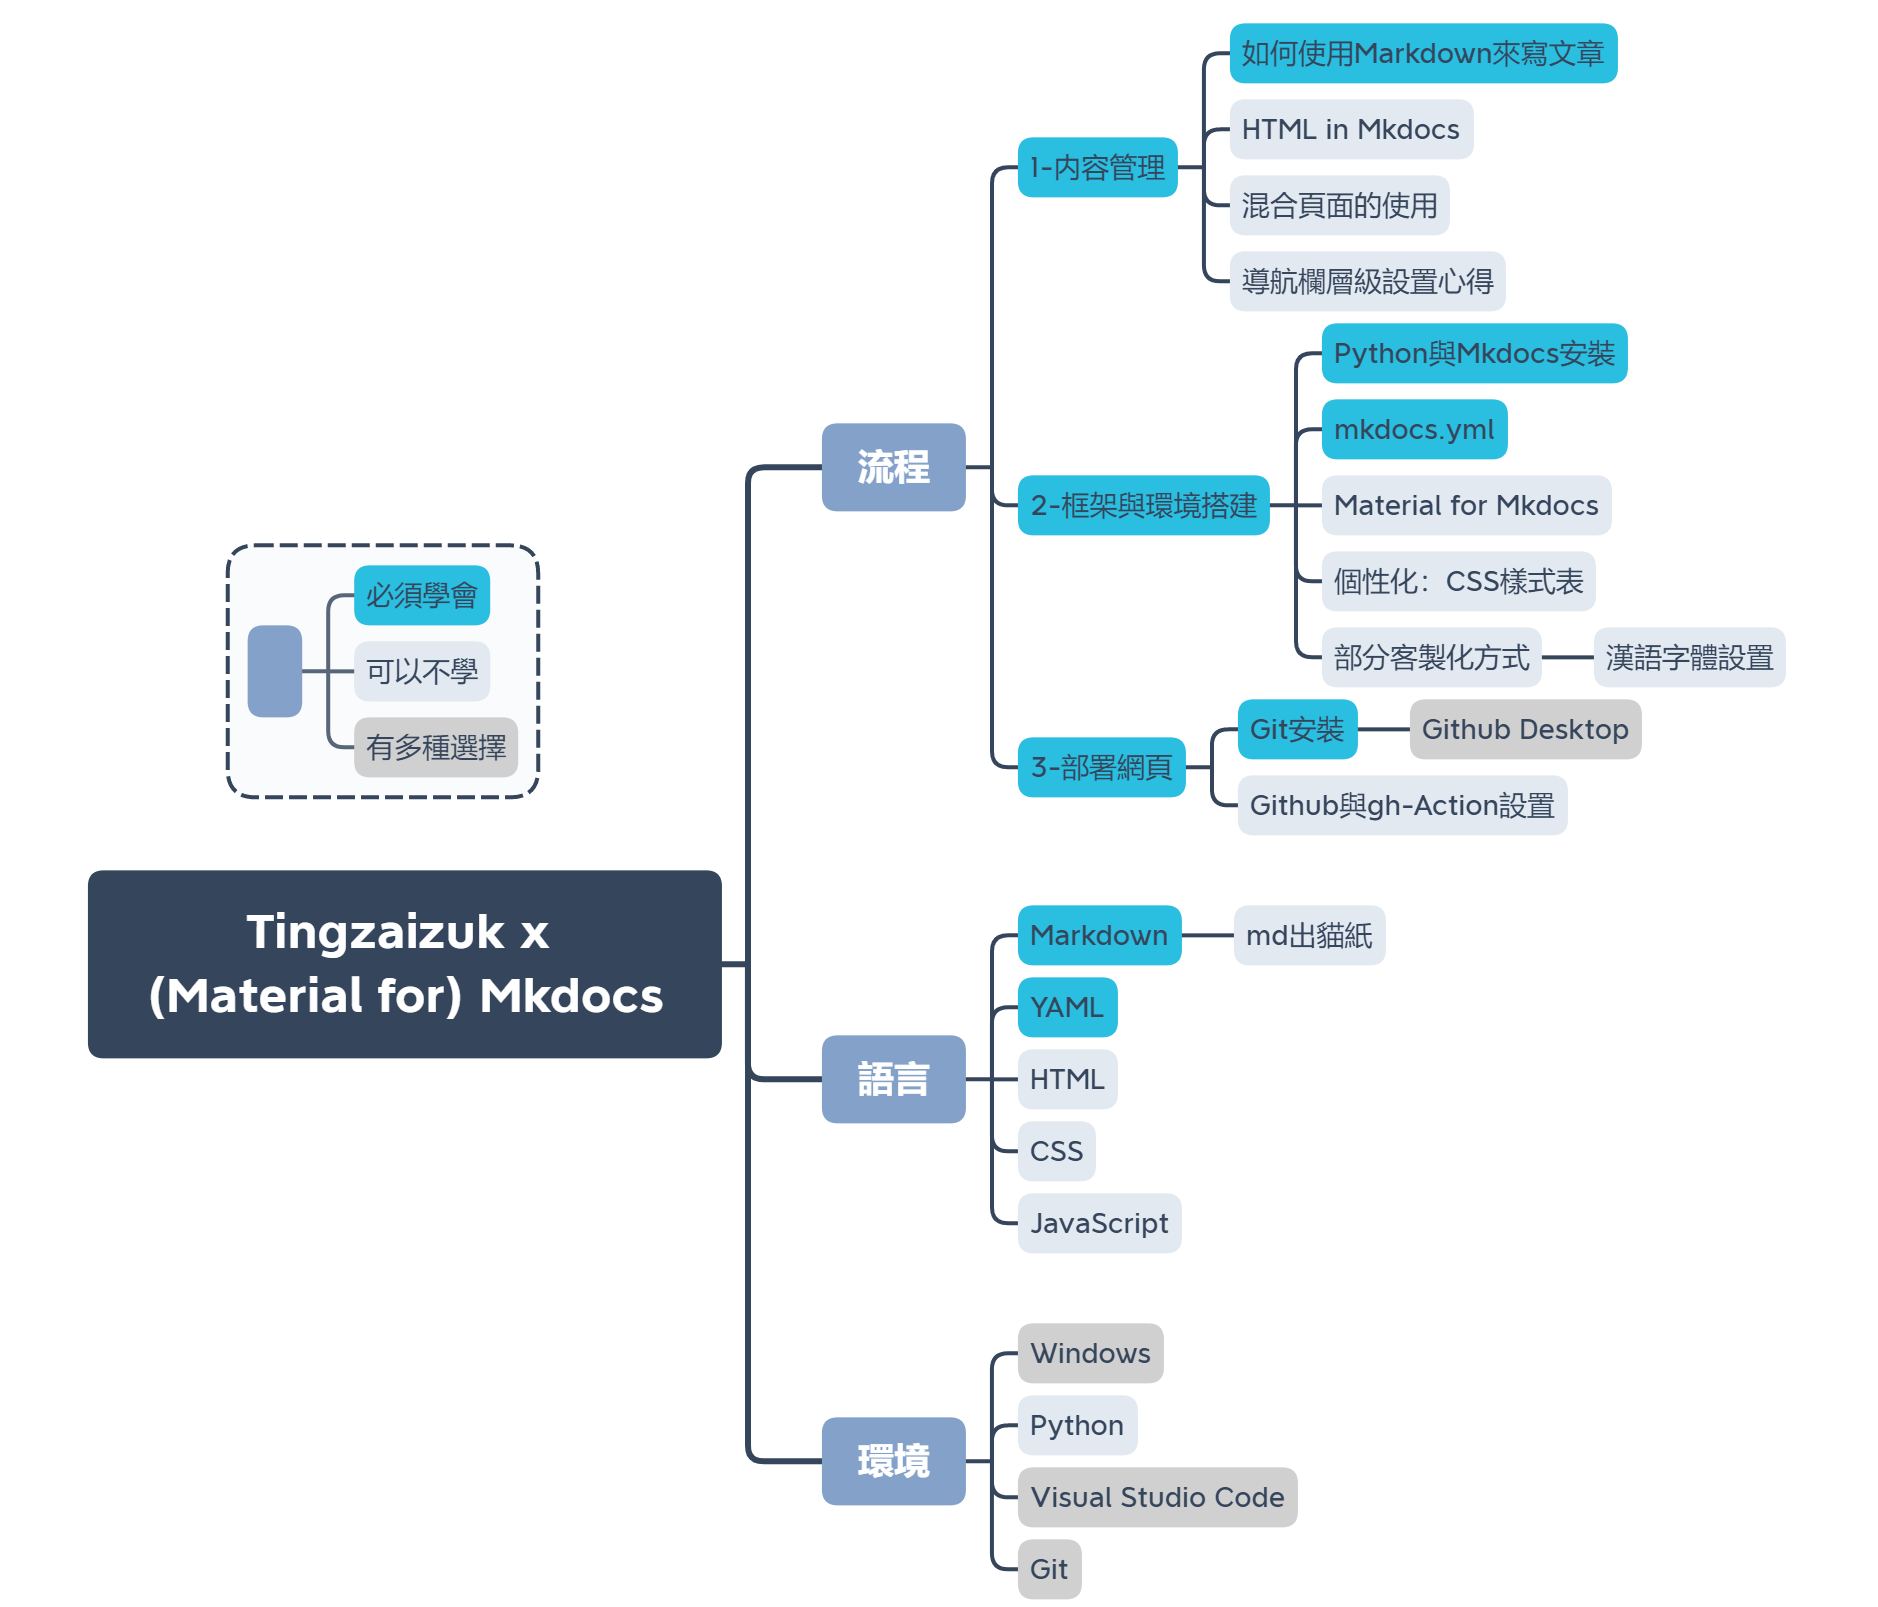 如何使用Markdown來寫文章
HTML in Mkdocs
1-内容管理
混合頁面的使用
導航欄層級設置心得
Python與Mkdocs安裝
mkdocs.yml
流程
2-框架與環境搭建
Material for Mkdocs
個性化：CSS樣式表
部分客製化方式
漢語字體設置
Git安裝
Github Desktop
3-部署網頁
Github與gh-Action設置
必須學會
可以不學
有多種選擇
Tingzaizuk x
(Material for) Mkdocs
Markdown
md出貓紙
YAML
語言
HTML
CSS
JavaScript
Windows
Python
環境
Visual Studio Code
Git